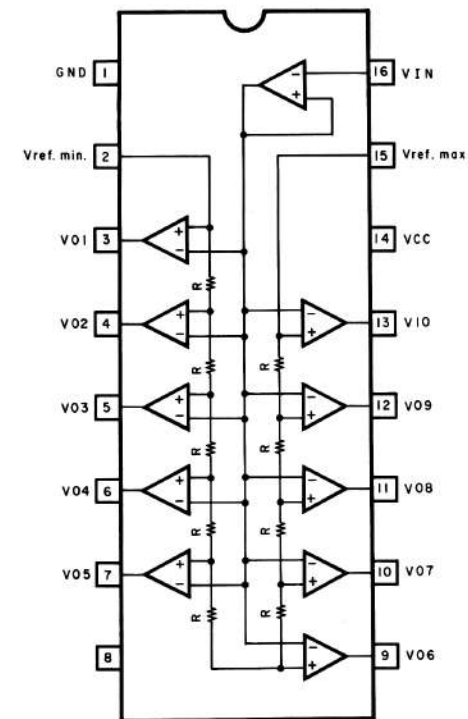 GND 1
16 VIN
Vref. min. 2
15 Vref. max
VO1 3
14 VCC
R
VO2 4
13 V10
R
R
VO3 5
12 VO9
R
R
VO4 6
11 VO8
R
R
VO5 7
10 VO7
R
R
8
9 VO6